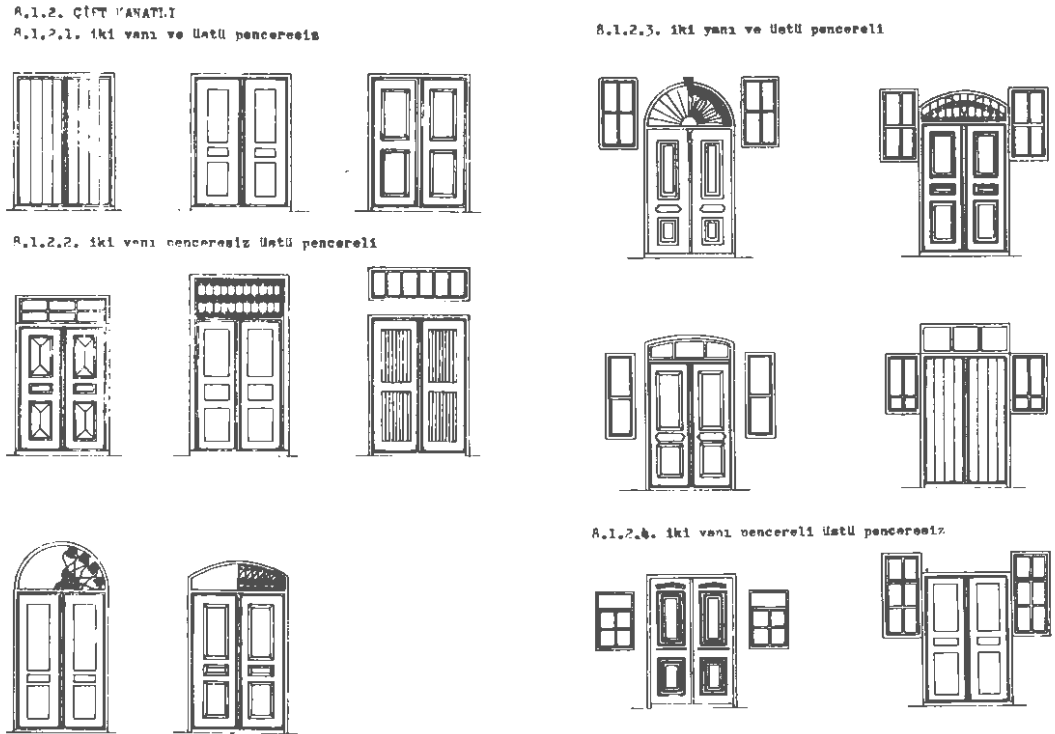 8.1.2. ÇİFT KANATLI
8.1.2.1. iki yanı ve üstü penceresiz
8.1.2.2. iki yanı penceresiz üstü pencereli
8.1.2.3. iki yanı ve üstü pencereli
8.1.2.4. iki yanı pencereli üstü penceresiz